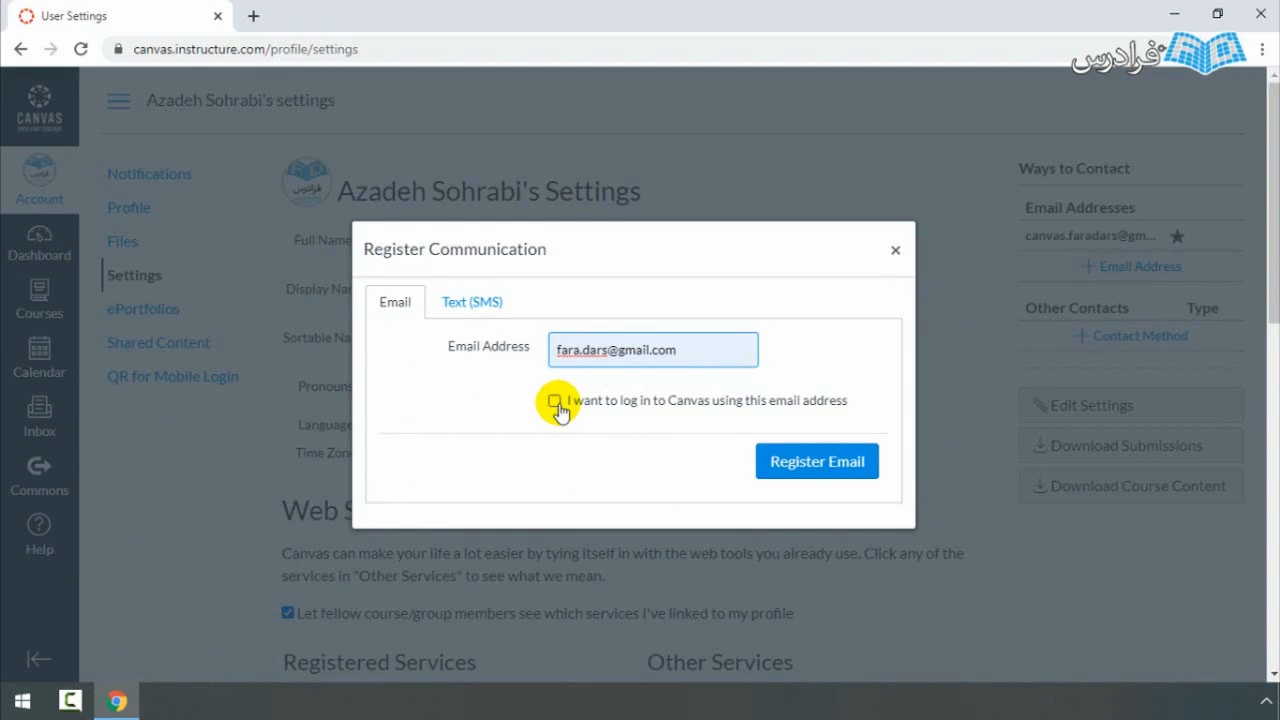 User Settings
canvas.instructure.com/profile/settings
فرادرس
CANVAS
Azadeh Sohrabi's settings
Account
Dashboard
Courses
Calendar
Inbox
Commons
Help
Notifications
Profile
Files
Settings
ePortfolios
Shared Content
QR for Mobile Login
Azadeh Sohrabi's Settings
Full Name
Display Na
Sortable Na
Pronouns
Language
Time Zon
Register Communication
Email
Text (SMS)
Email Address
fara.dars@gmail.com
I want to log in to Canvas using this email address
Register Email
Ways to Contact
Email Addresses
canvas.faradars@gm...
Email Address
Other Contacts Type
Contact Method
Edit Settings
Download Submissions
Download Course Content
Web S
Canvas can make your life a lot easier by tying itself in with the web tools you already use. Click any of the
services in "Other Services" to see what we mean.
Let fellow course/group members see which services I've linked to my profile
Registered Services
Other Services